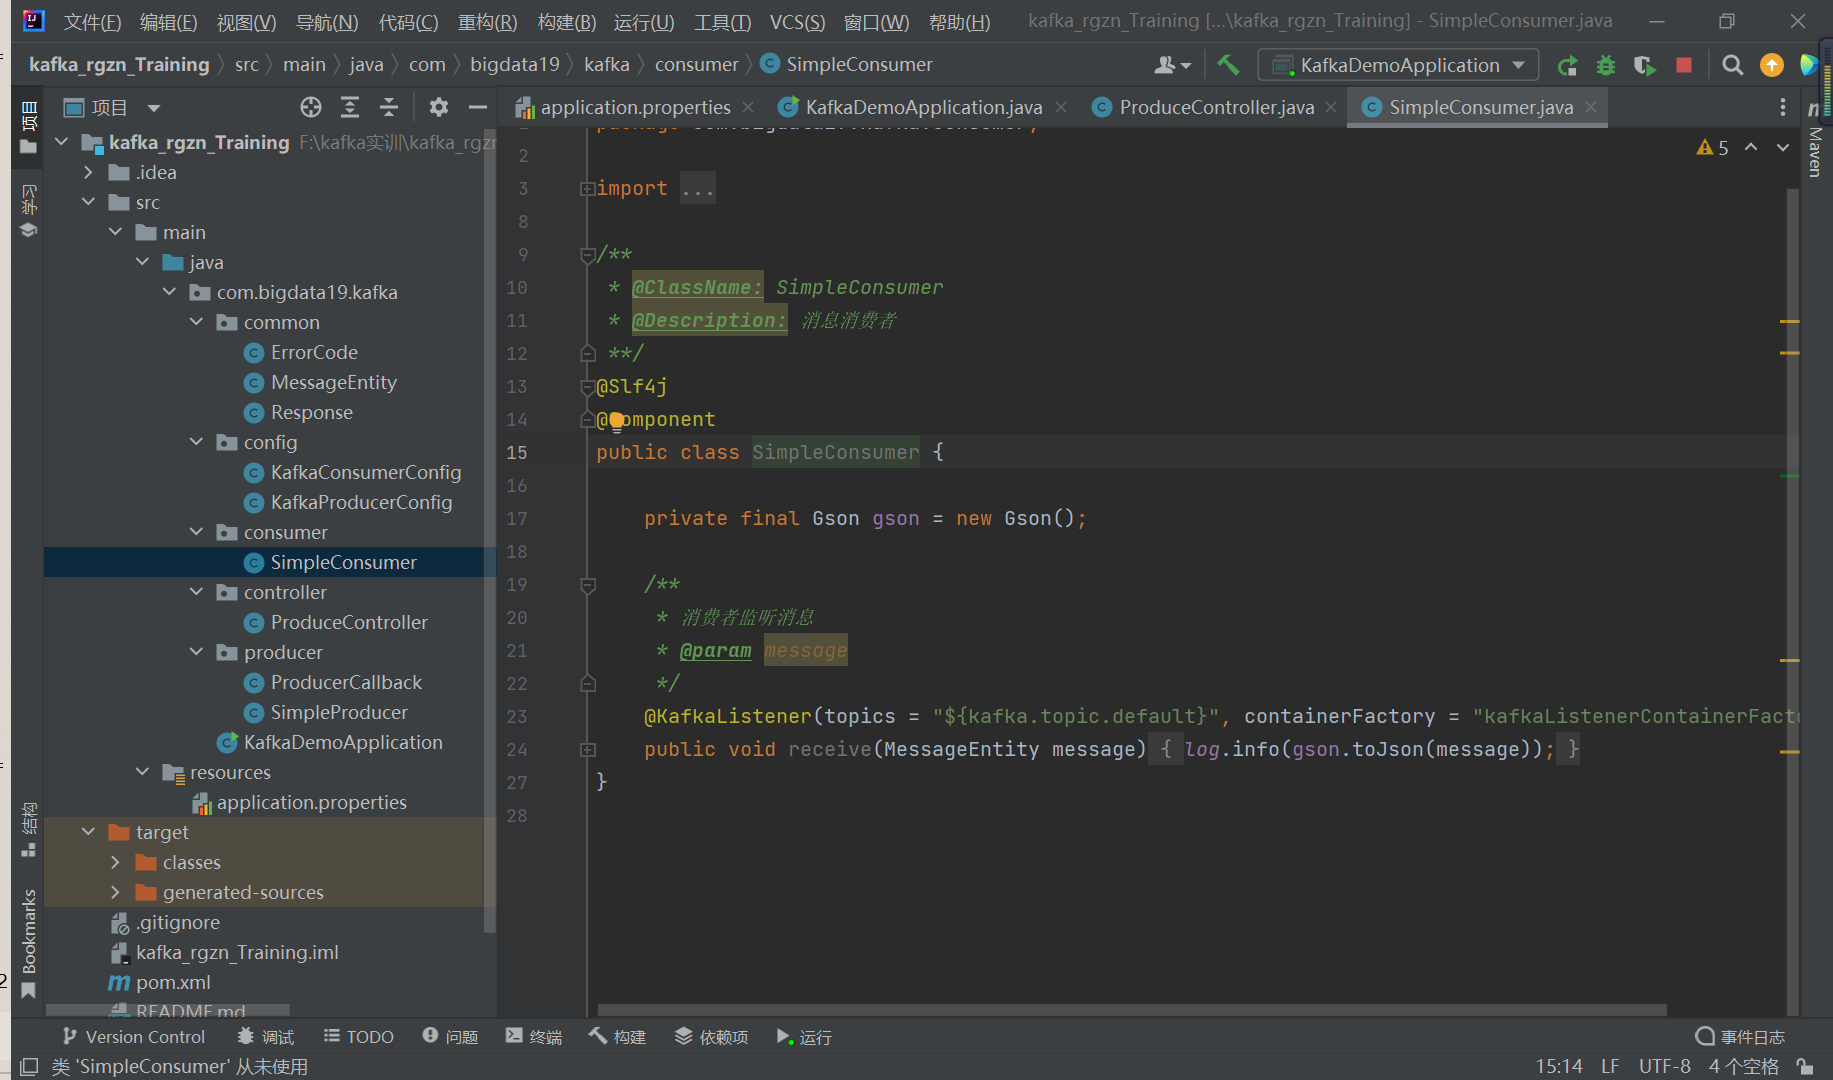 文件(F) 编辑(E) 视图(V) 导航(N) 代码(C) 重构(R) 构建(B) 运行(U) 工具(T) VCS(S) 窗口(W) 帮助(H) kafka_rgzn_Training [...\kafka_rgzn_Training] - SimpleConsumer.java
kafka_rgzn_Training src main java com bigdata19 kafka consumer SimpleConsumer KafkaDemoApplication
项目
application.properties KafkaDemoApplication.java ProduceController.java SimpleConsumer.java
项目
学习
结构
Bookmarks
Maven
kafka_rgzn_Training F:\kafka实训\kafka_rgzn
.idea
src
main
java
com.bigdata19.kafka
common
ErrorCode
MessageEntity
Response
config
KafkaConsumerConfig
KafkaProducerConfig
consumer
SimpleConsumer
controller
ProduceController
producer
ProducerCallback
SimpleProducer
KafkaDemoApplication
resources
application.properties
target
classes
generated-sources
.gitignore
kafka_rgzn_Training.iml
pom.xml
README.md
5
2
3 import ...
8
9 /**
10 * @ClassName: SimpleConsumer
11 * @Description: 消息消费者
12 **/
13 @Slf4j
14 @Component
15 public class SimpleConsumer {
16
17 private final Gson gson = new Gson();
18
19 /**
20 * 消费者监听消息
21 * @param message
22 */
23 @KafkaListener(topics = "${kafka.topic.default}", containerFactory = "kafkaListenerContainerFacto
24 public void receive(MessageEntity message) { log.info(gson.toJson(message)); }
27 }
28
Version Control 调试 TODO 问题 终端 构建 依赖项 运行 事件日志
类 'SimpleConsumer' 从未使用 15:14 LF UTF-8 4 个空格